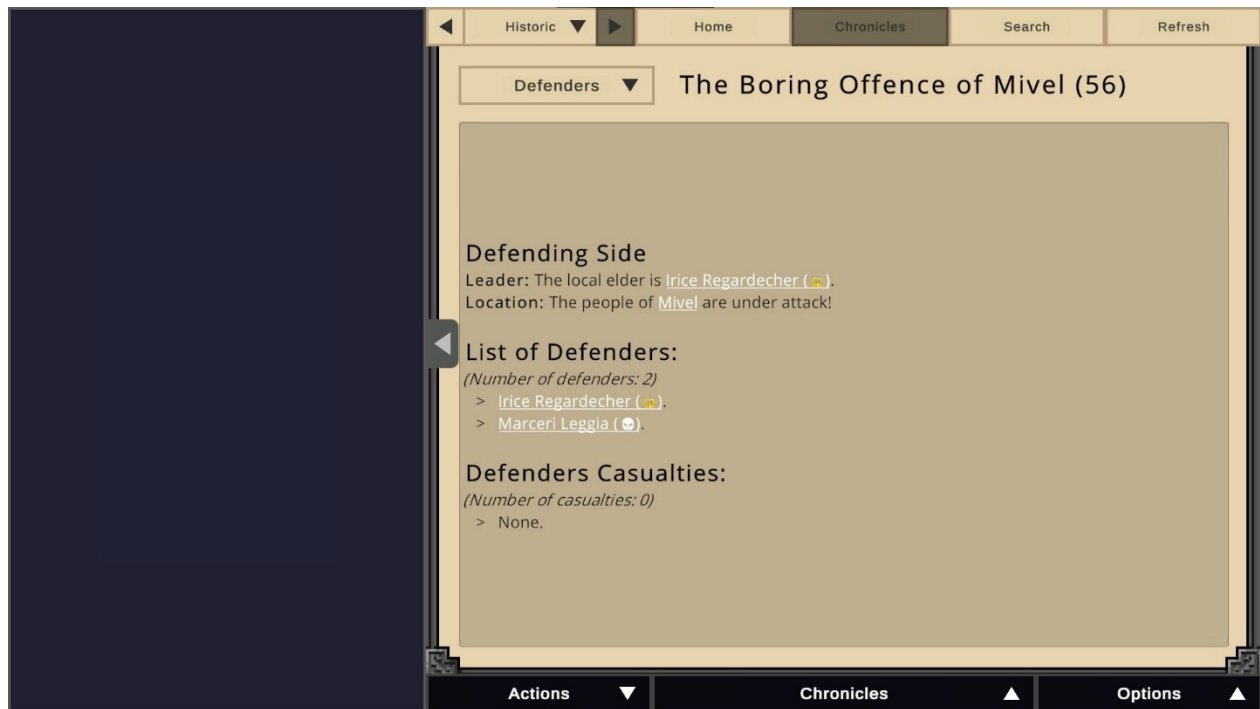 Historic
Home
Chronicles
Search
Refresh
Defenders
The Boring Offence of Mivel (56)
Defending Side
Leader: The local elder is Irice Regardecher ( ).
Location: The people of Mivel are under attack!
List of Defenders:
(Number of defenders: 2)
> Irice Regardecher ( ).
> Marceri Leggia ( ).
Defenders Casualties:
(Number of casualties: 0)
> None.
Actions
Chronicles
Options